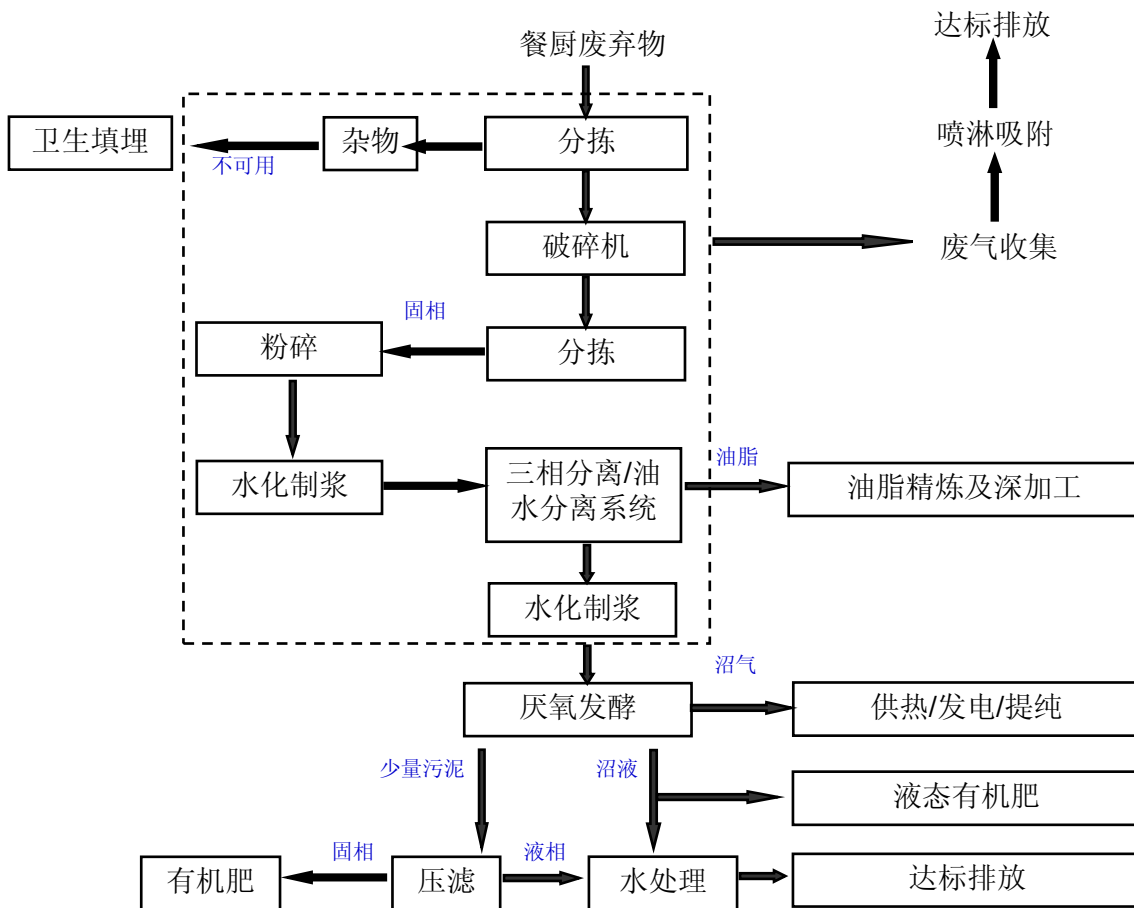 餐厨废弃物
达标排放
卫生填埋
不可用
杂物
分拣
喷淋吸附
破碎机
废气收集
固相
粉碎
分拣
水化制浆
三相分离/油
水分离系统
油脂
油脂精炼及深加工
水化制浆
沼气
厌氧发酵
供热/发电/提纯
少量污泥
沼液
液态有机肥
固相
液相
有机肥
压滤
水处理
达标排放